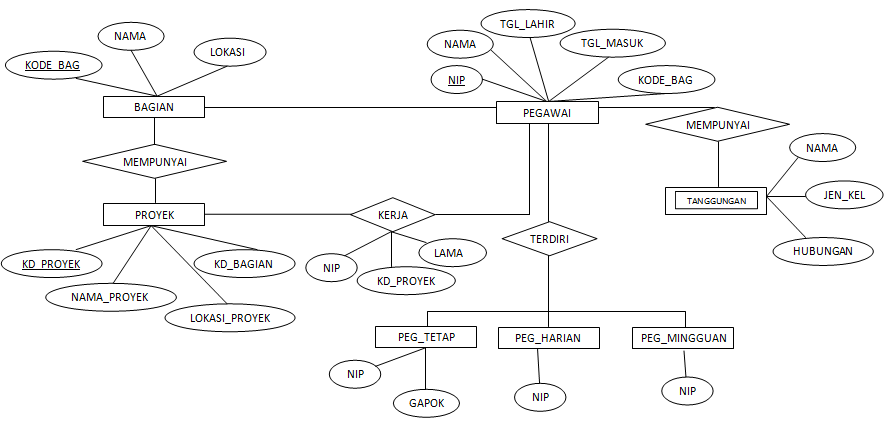 TGL_LAHIR
NAMA
NAMA
TGL_MASUK
LOKASI
KODE_BAG
NIP
KODE_BAG
BAGIAN
PEGAWAI
MEMPUNYAI
NAMA
MEMPUNYAI
JEN_KEL
TANGGUNGAN
PROYEK
KERJA
TERDIRI
HUBUNGAN
LAMA
KD_PROYEK
KD_BAGIAN
NIP
KD_PROYEK
NAMA_PROYEK
LOKASI_PROYEK
PEG_TETAP
PEG_HARIAN
PEG_MINGGUAN
NIP
NIP
NIP
GAPOK